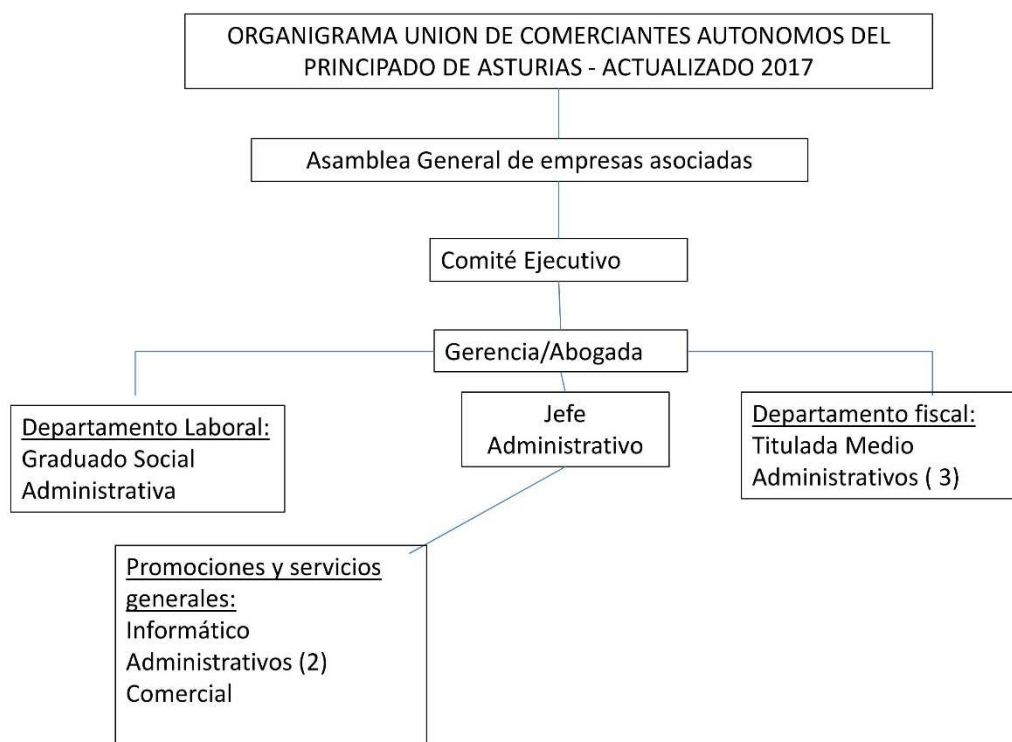 ORGANIGRAMA UNION DE COMERCIANTES AUTONOMOS DEL
PRINCIPADO DE ASTURIAS - ACTUALIZADO 2017
Asamblea General de empresas asociadas
Comité Ejecutivo
Gerencia/Abogada
Departamento Laboral:
Graduado Social
Administrativa
Jefe
Administrativo
Departamento fiscal:
Titulada Medio
Administrativos ( 3)
Promociones y servicios
generales:
Informático
Administrativos (2)
Comercial